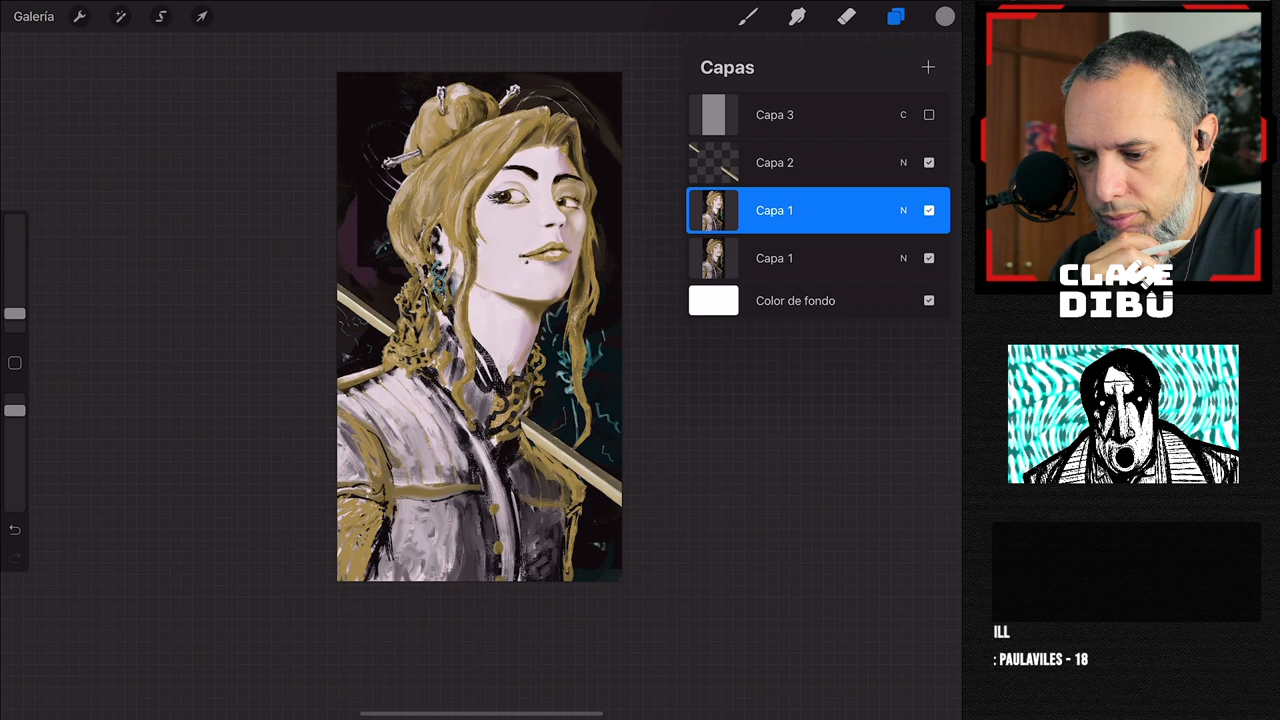 Galería
Capas
Capa 3
C
Capa 2
N
Capa 1
N
Capa 1
N
Color de fondo
CLASE
DIBU
ILL
: PAULAVILES - 18